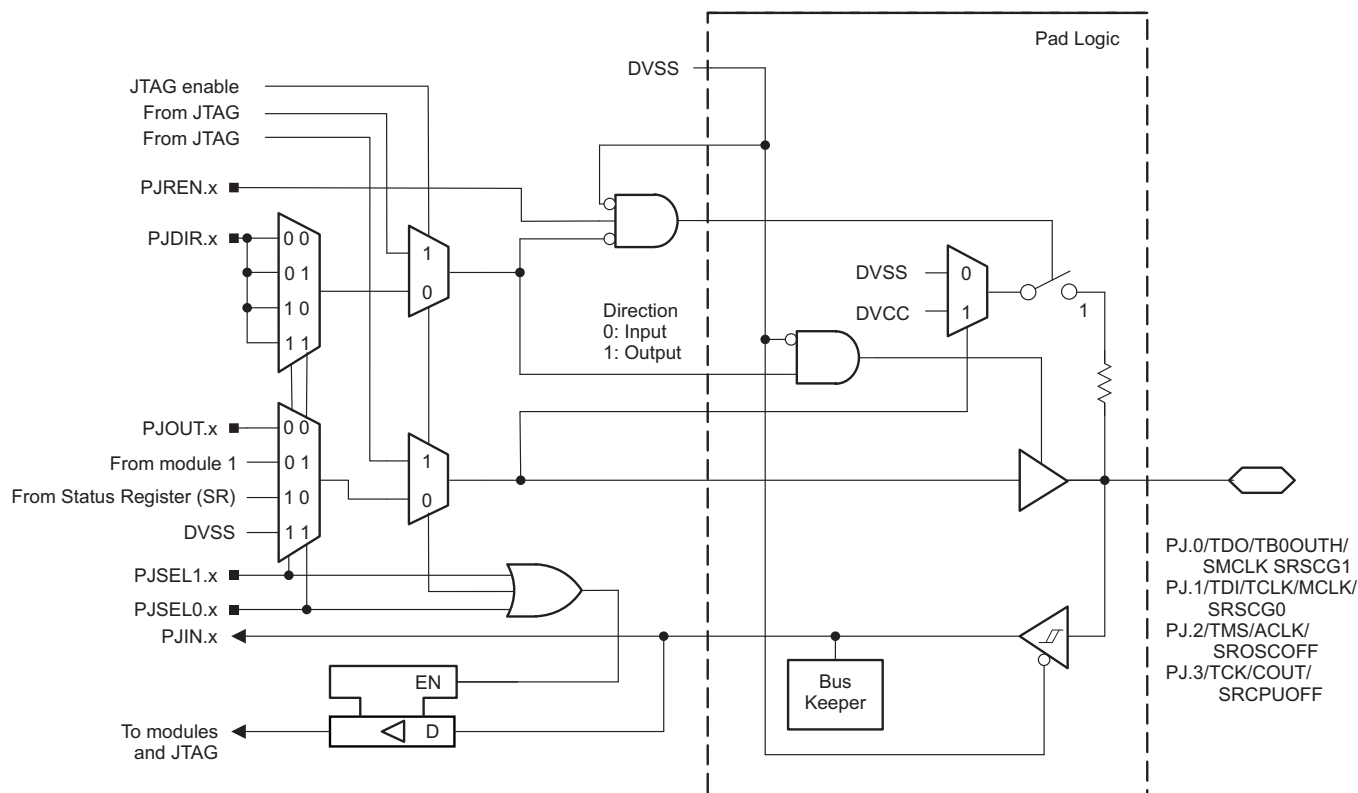 Pad Logic
DVSS
JTAG enable
From JTAG
From JTAG
PJREN.x
PJDIR.x
0 0
0 1
1 0
1 1
1
0
Direction
0: Input
1: Output
DVSS
DVCC
0
1
1
PJOUT.x
From module 1
From Status Register (SR)
DVSS
0 0
0 1
1 0
1 1
1
0
PJSEL1.x
PJSEL0.x
PJIN.x
EN
D
To modules
and JTAG
Bus
Keeper
PJ.0/TDO/TB0OUTH/
SMCLK SRSCG1
PJ.1/TDI/TCLK/MCLK/
SRSCG0
PJ.2/TMS/ACLK/
SROSCOFF
PJ.3/TCK/COUT/
SRCPUOFF